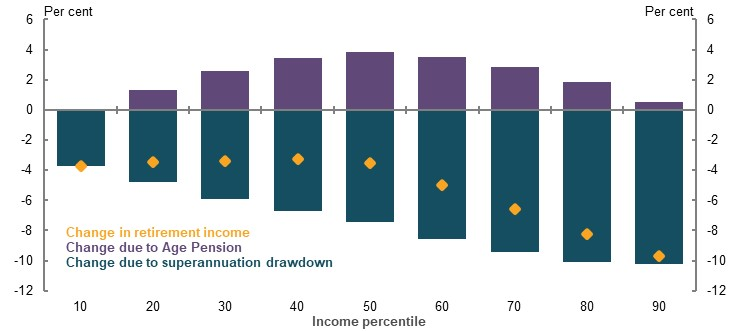 Per cent Per cent
6 6
4 4
2 2
0 0
-2 -2
-4 -4
-6 -6
-8 -8
-10 -10
-12 -12
Change in retirement income
Change due to Age Pension
Change due to superannuation drawdown
10 20 30 40 50 60 70 80 90
Income percentile